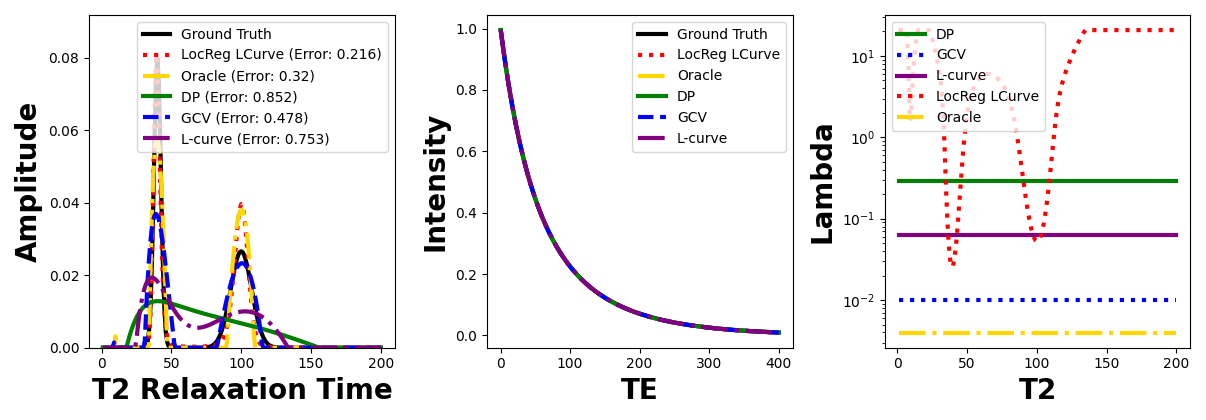 Amplitude
0.08
0.06
0.04
0.02
0.00
Ground Truth
LocReg LCurve (Error: 0.216)
Oracle (Error: 0.32)
DP (Error: 0.852)
GCV (Error: 0.478)
L-curve (Error: 0.753)
0 50 100 150 200
T2 Relaxation Time
Intensity
1.0
0.8
0.6
0.4
0.2
0.0
Ground Truth
LocReg LCurve
Oracle
DP
GCV
L-curve
0 100 200 300 400
TE
Lambda
10¹
10⁰
10⁻¹
10⁻²
DP
GCV
L-curve
LocReg LCurve
Oracle
0 50 100 150 200
T2